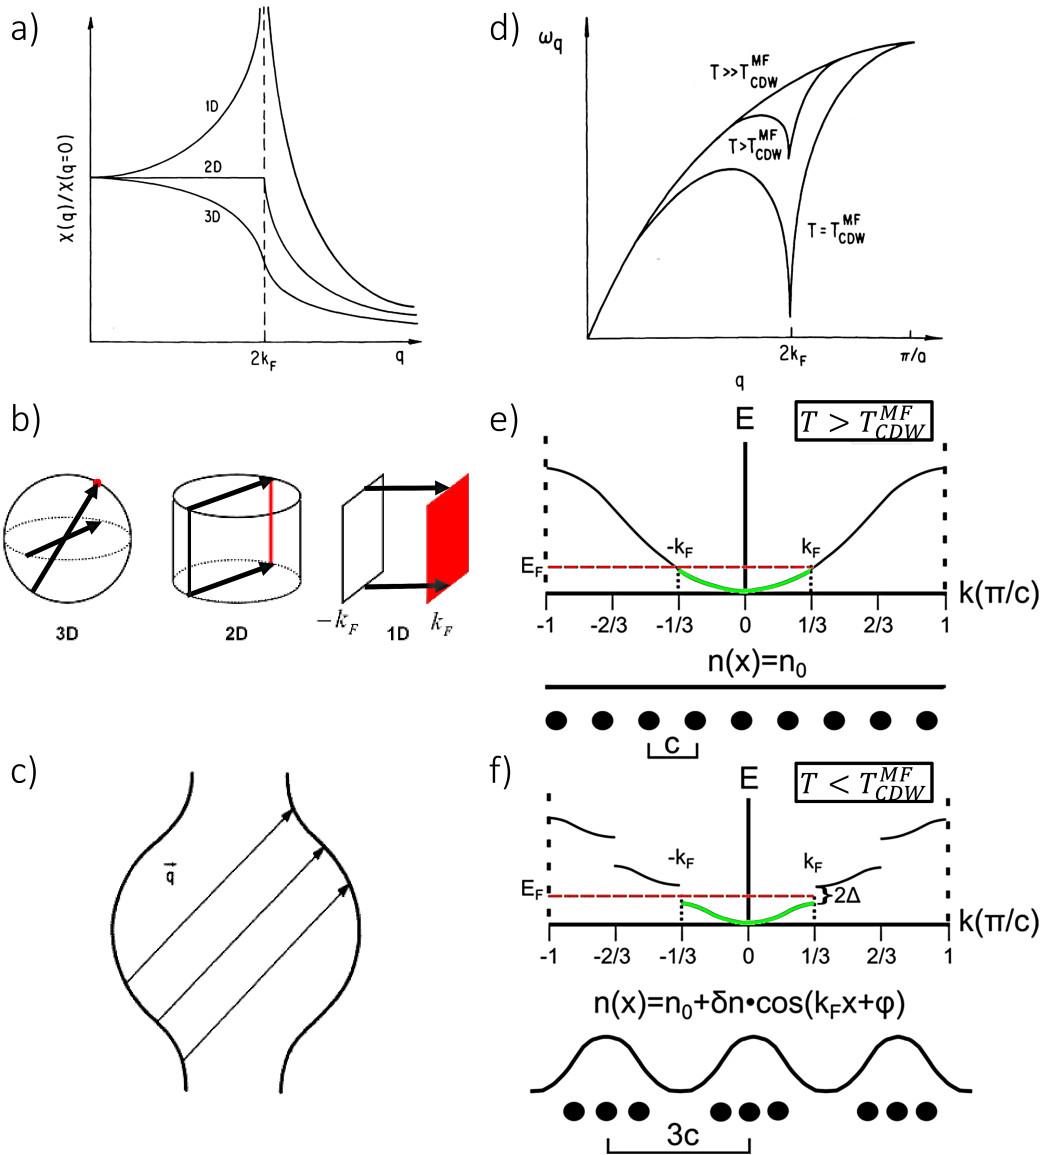 a)
χ(q)/χ(q=0)
1D
2D
3D
2k_F
q
b)
3D
2D
-k_F
k_F
1D
c)
q⃗
d)
ω_q
T>>T_CDW^MF
T>T_CDW^MF
T=T_CDW^MF
2k_F
π/a
q
e)
E
T > T_CDW^MF
-k_F
k_F
E_F
k(π/c)
-1
-2/3
-1/3
0
1/3
2/3
1
n(x)=n₀
c
f)
E
T < T_CDW^MF
-k_F
k_F
E_F
}2Δ
k(π/c)
-1
-2/3
-1/3
0
1/3
2/3
1
n(x)=n₀+δn•cos(k_Fx+φ)
3c